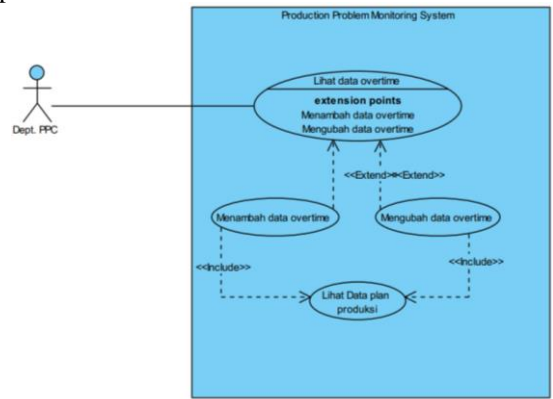 Production Problem Monitoring System
Lihat data overtime
extension points
Menambah data overtime
Mengubah data overtime
Dept. PPC
<<Extend>>
<<Extend>>
Menambah data overtime
Mengubah data overtime
<<Include>>
<<Include>>
Lihat Data plan
produksi